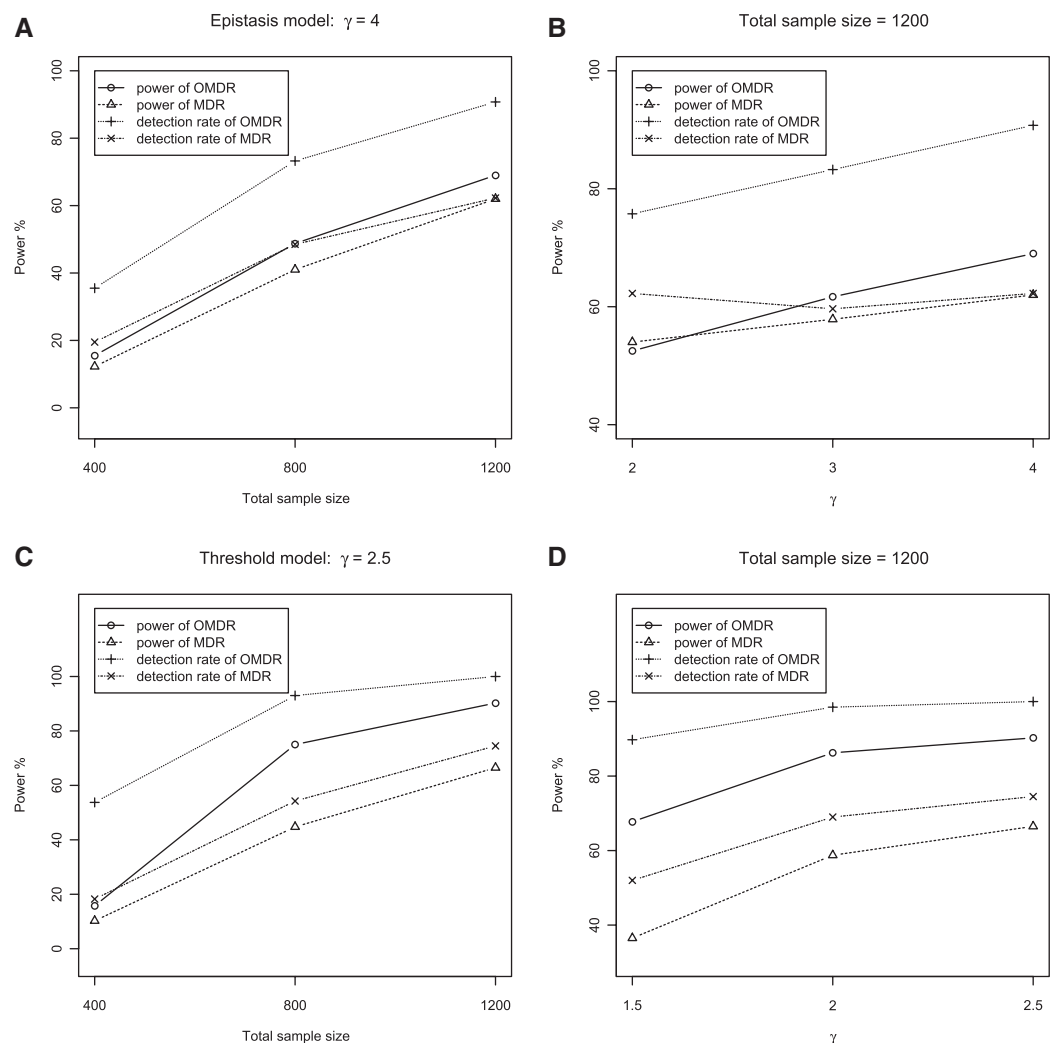 A
Epistasis model: γ = 4
power of OMDR
power of MDR
detection rate of OMDR
detection rate of MDR
Power %
0
20
40
60
80
100
400
800
1200
Total sample size
B
Total sample size = 1200
power of OMDR
power of MDR
detection rate of OMDR
detection rate of MDR
Power %
40
60
80
100
2
3
4
γ
C
Threshold model: γ = 2.5
power of OMDR
power of MDR
detection rate of OMDR
detection rate of MDR
Power %
0
20
40
60
80
100
400
800
1200
Total sample size
D
Total sample size = 1200
power of OMDR
power of MDR
detection rate of OMDR
detection rate of MDR
Power %
40
60
80
100
1.5
2
2.5
γ